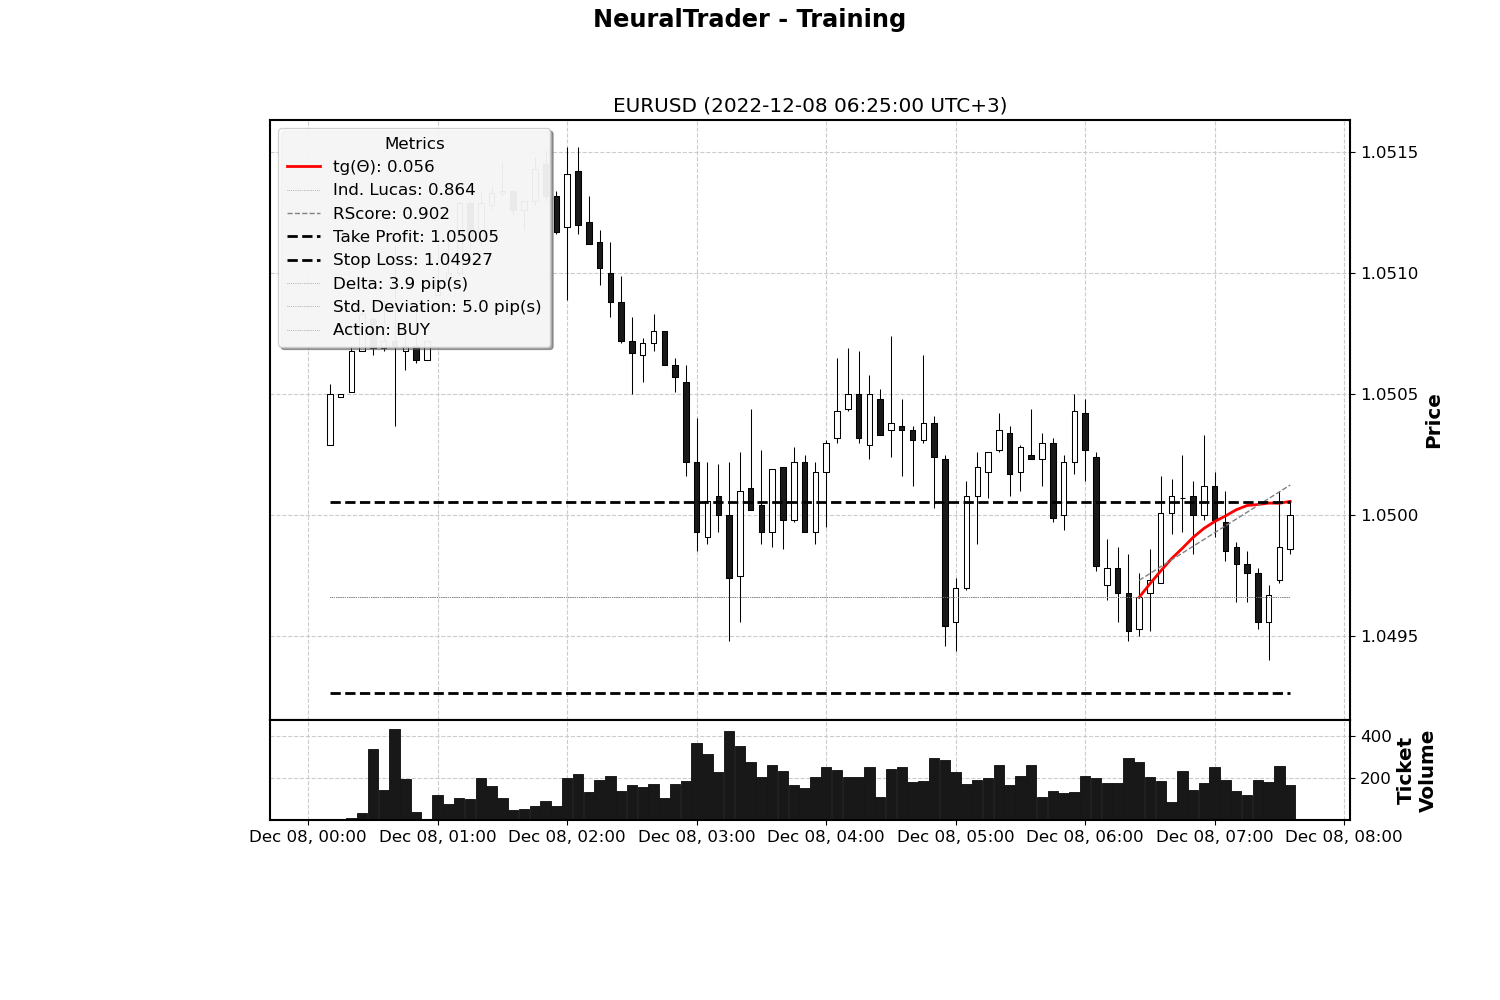 NeuralTrader - Training
EURUSD (2022-12-08 06:25:00 UTC+3)
Metrics
tg(Θ): 0.056
Ind. Lucas: 0.864
RScore: 0.902
Take Profit: 1.05005
Stop Loss: 1.04927
Delta: 3.9 pip(s)
Std. Deviation: 5.0 pip(s)
Action: BUY
1.0515
1.0510
1.0505
1.0500
1.0495
Price
400
200
Ticket
Volume
Dec 08, 00:00 Dec 08, 01:00 Dec 08, 02:00 Dec 08, 03:00 Dec 08, 04:00 Dec 08, 05:00 Dec 08, 06:00 Dec 08, 07:00 Dec 08, 08:00